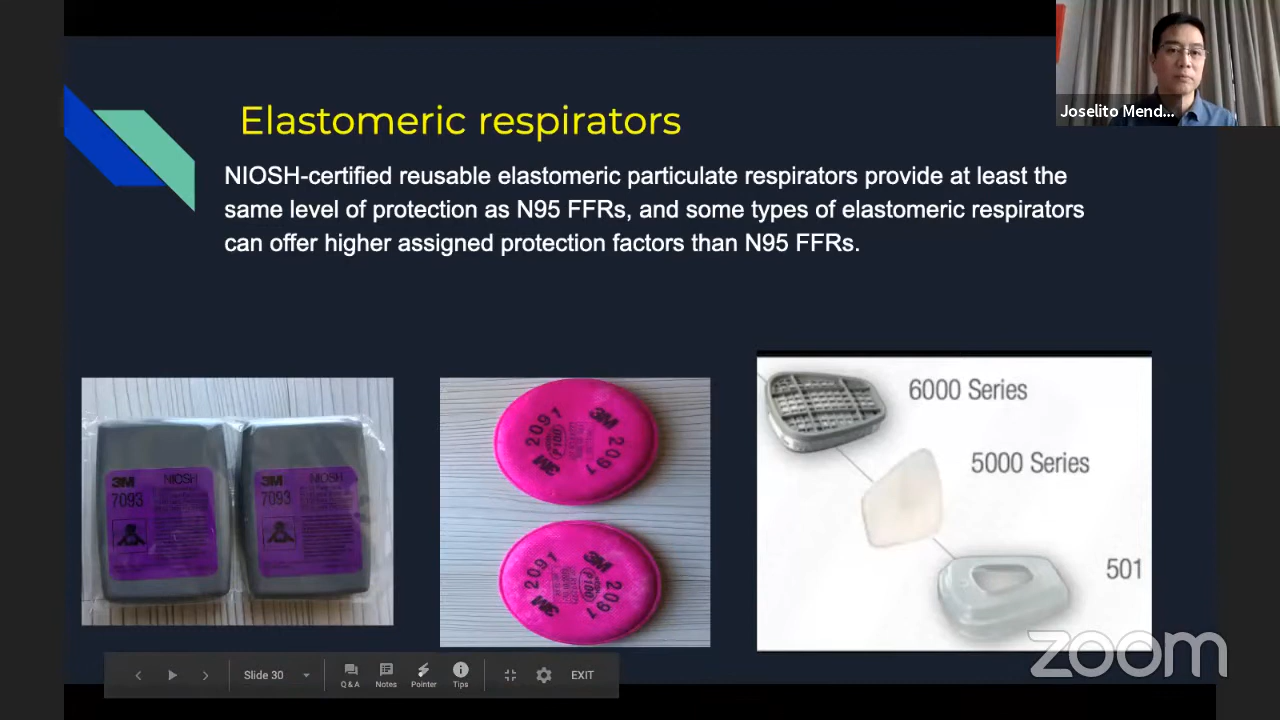 Joselito Mend...
Elastomeric respirators
NIOSH-certified reusable elastomeric particulate respirators provide at least the
same level of protection as N95 FFRs, and some types of elastomeric respirators
can offer higher assigned protection factors than N95 FFRs.
3M NIOSH
7093
3M NIOSH
7093
2091 3M
P100
3M 2091
2091 3M
P100
3M 2091
6000 Series
5000 Series
501
Slide 30
Q&A Notes Pointer Tips
EXIT
zoom